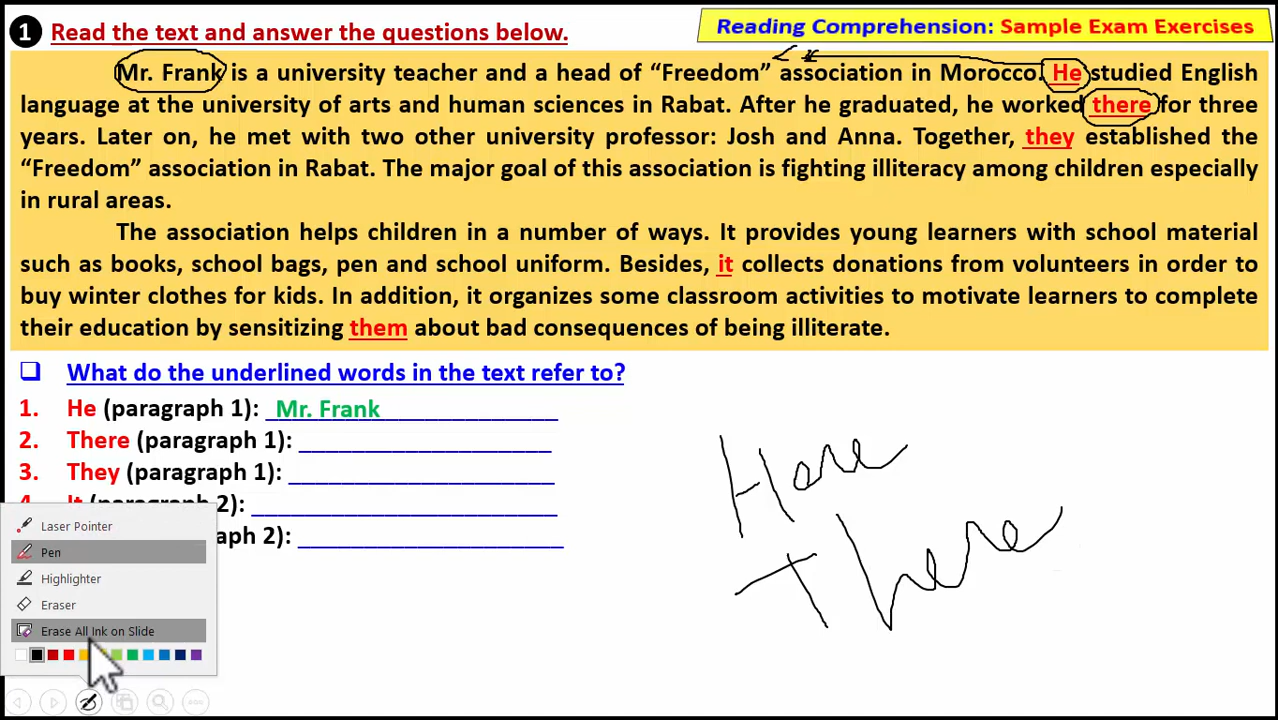 1 Read the text and answer the questions below.
Reading Comprehension: Sample Exam Exercises
Mr. Frank is a university teacher and a head of “Freedom” association in Morocco. He studied English
language at the university of arts and human sciences in Rabat. After he graduated, he worked there for three
years. Later on, he met with two other university professor: Josh and Anna. Together, they established the
“Freedom” association in Rabat. The major goal of this association is fighting illiteracy among children especially
in rural areas.
The association helps children in a number of ways. It provides young learners with school material
such as books, school bags, pen and school uniform. Besides, it collects donations from volunteers in order to
buy winter clothes for kids. In addition, it organizes some classroom activities to motivate learners to complete
their education by sensitizing them about bad consequences of being illiterate.
What do the underlined words in the text refer to?
1. He (paragraph 1): Mr. Frank
2. There (paragraph 1):
3. They (paragraph 1):
4. It (paragraph 2):
graph 2):
Here
There
Laser Pointer
Pen
Highlighter
Eraser
Erase All Ink on Slide